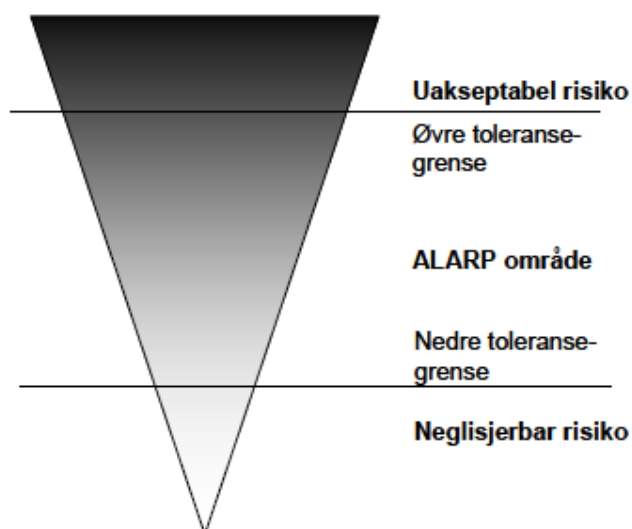 Uakseptabel risiko
Øvre toleranse-
grense
ALARP område
Nedre toleranse-
grense
Neglisjerbar risiko